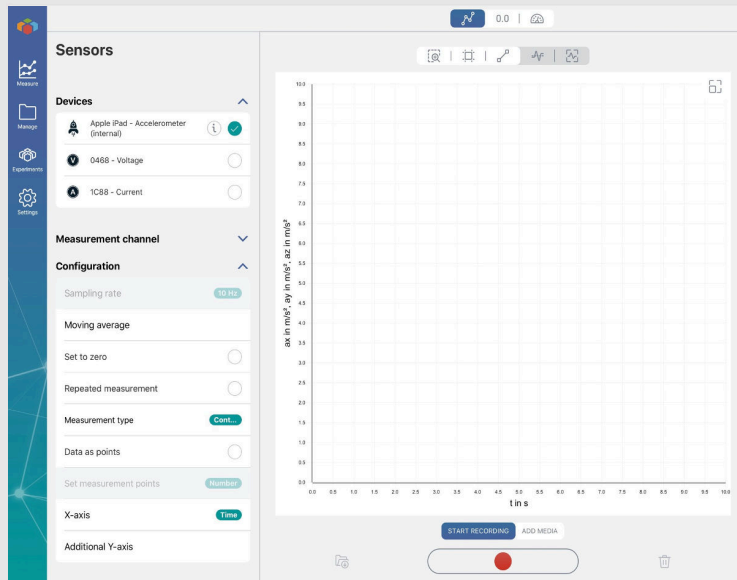 0.0
Sensors
Measure
Manage
Experiments
Settings
Devices
Apple iPad - Accelerometer
(internal)
i
V
0468 - Voltage
A
1C88 - Current
Measurement channel
Configuration
Sampling rate
10 Hz
Moving average
Set to zero
Repeated measurement
Measurement type
Cont...
Data as points
Set measurement points
Number
X-axis
Time
Additional Y-axis
ax in m/s², ay in m/s², az in m/s²
10.0
9.5
9.0
8.5
8.0
7.5
7.0
6.5
6.0
5.5
5.0
4.5
4.0
3.5
3.0
2.5
2.0
1.5
1.0
0.5
0.0
0.0 0.5 1.0 1.5 2.0 2.5 3.0 3.5 4.0 4.5 5.0 5.5 6.0 6.5 7.0 7.5 8.0 8.5 9.0 9.5 10.0
t in s
START RECORDING
ADD MEDIA